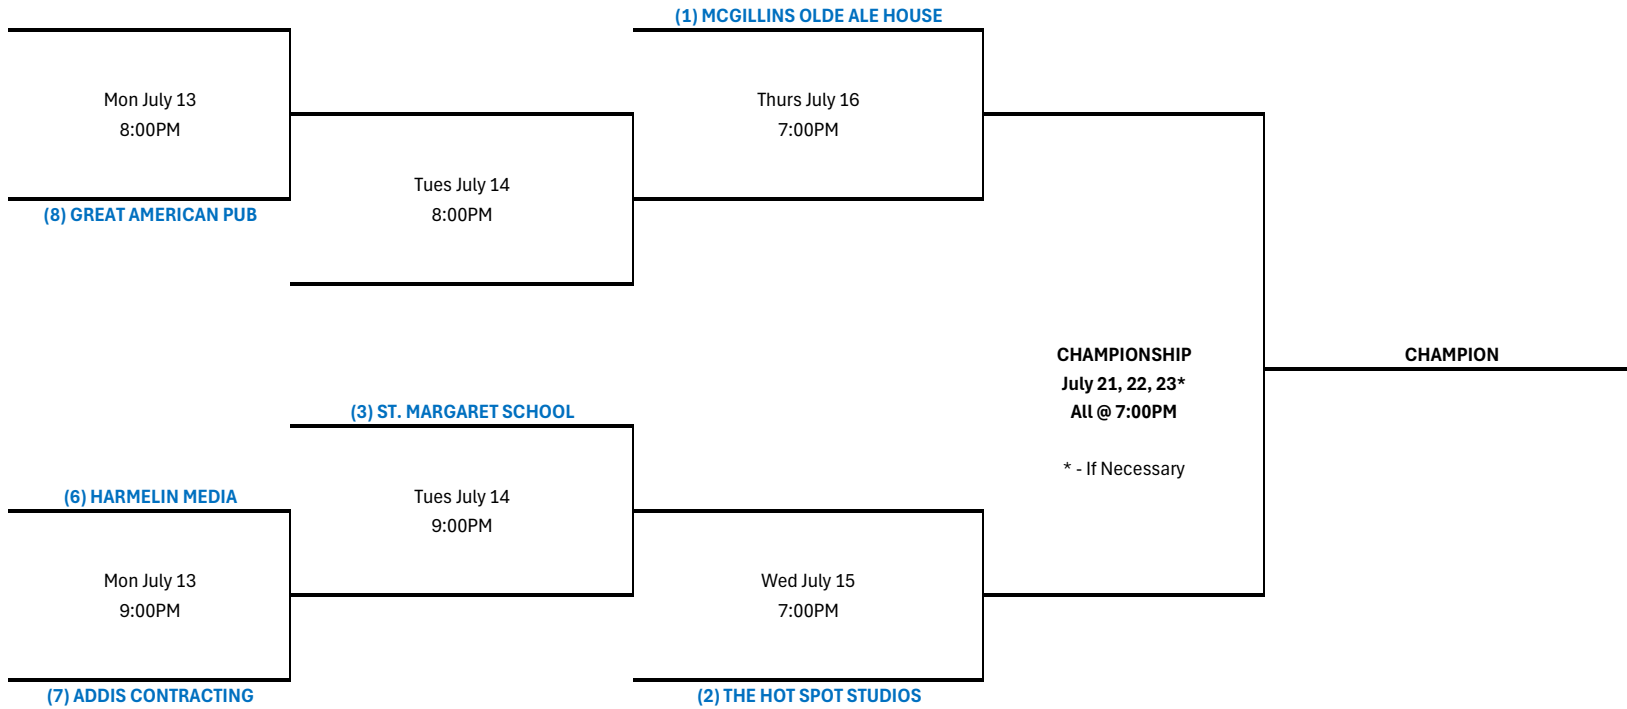 (1) MCGILLINS OLDE ALE HOUSE
Mon July 13
8:00PM
Thurs July 16
7:00PM
(8) GREAT AMERICAN PUB
Tues July 14
8:00PM
CHAMPIONSHIP
July 21, 22, 23*
All @ 7:00PM
* - If Necessary
CHAMPION
(3) ST. MARGARET SCHOOL
(6) HARMELIN MEDIA
Tues July 14
9:00PM
Mon July 13
9:00PM
Wed July 15
7:00PM
(7) ADDIS CONTRACTING
(2) THE HOT SPOT STUDIOS